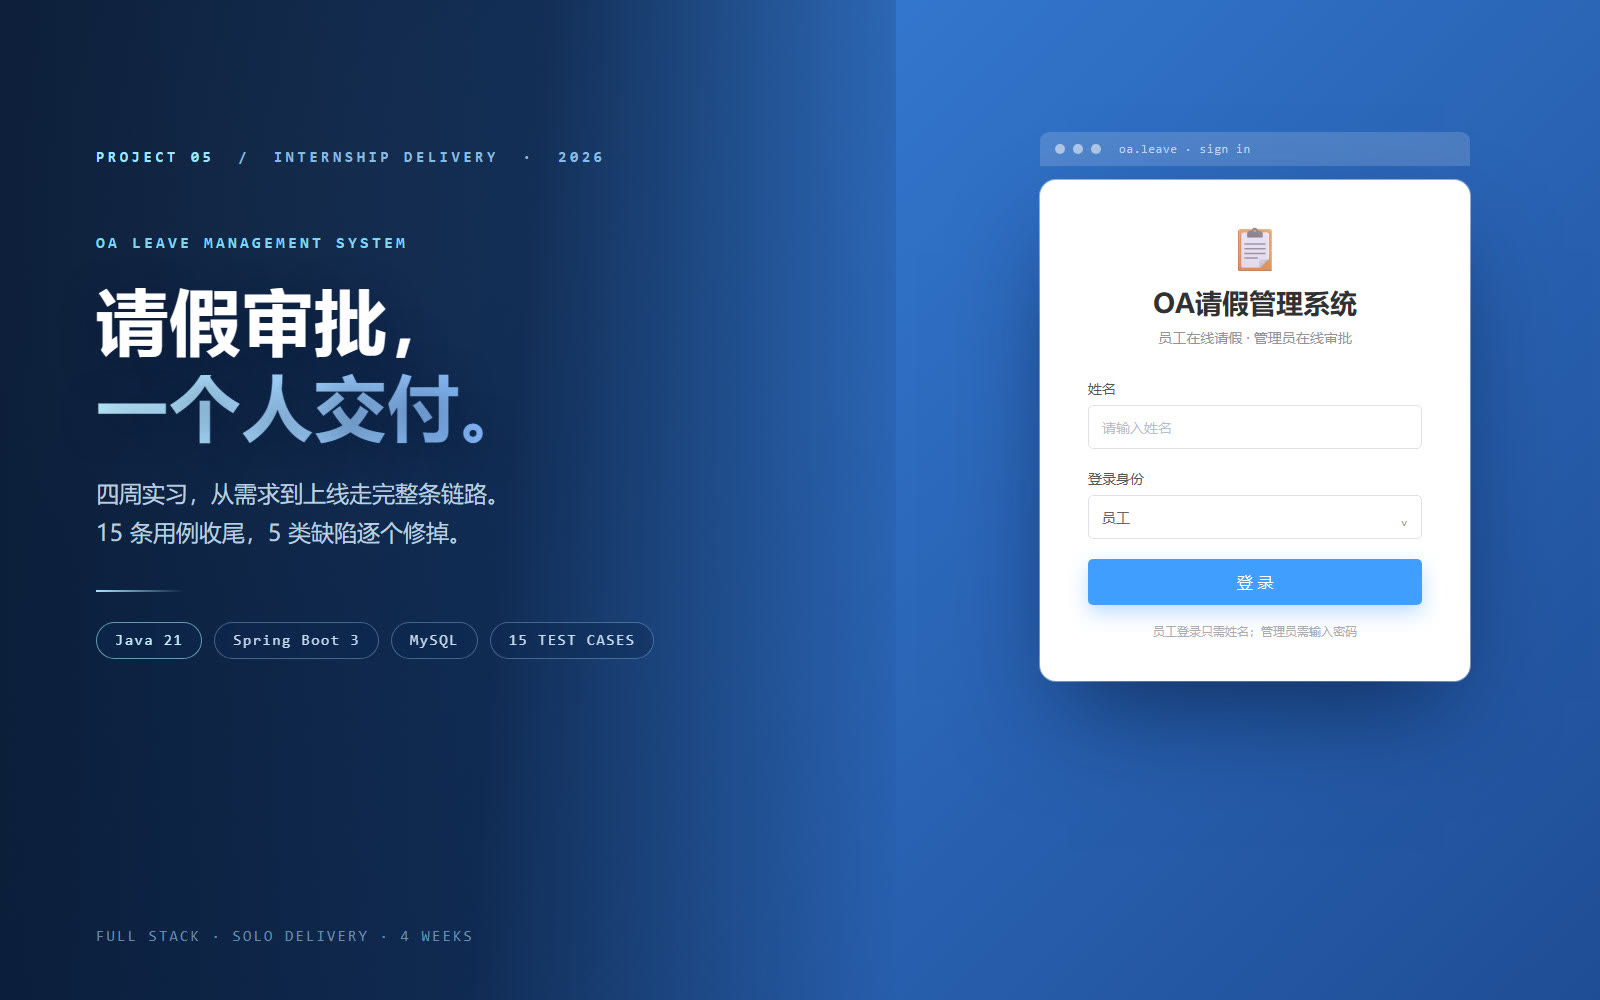 PROJECT 05 / INTERNSHIP DELIVERY · 2026
OA LEAVE MANAGEMENT SYSTEM
请假审批，
一个人交付。
四周实习，从需求到上线走完整条链路。
15 条用例收尾，5 类缺陷逐个修掉。
Java 21
Spring Boot 3
MySQL
15 TEST CASES
FULL STACK · SOLO DELIVERY · 4 WEEKS
oa.leave · sign in
OA请假管理系统
员工在线请假 · 管理员在线审批
姓名
请输入姓名
登录身份
员工
登 录
员工登录只需姓名；管理员需输入密码